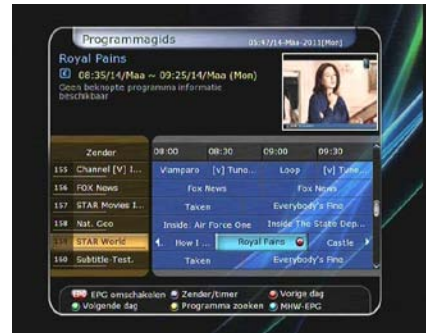 Programmagids
05:47/14-Maa-2011(Mon)
Royal Pains
€ 08:35/14/Maa ~ 09:25/14/Maa (Mon)
Geen beknopte programma informatie
beschikbaar
Zender 08:00 08:30 09:00 09:30
155 Channel [V] I... Vlamparo [v] Tune... Loop [v] Tune...
156 FOX News Fox News Fox News
157 STAR Movies I... Taken Everybody's Fine
158 Nat. Geo Inside: Air Force One Inside The State Dep...
159 STAR World How I ... Royal Pains Castle
160 Subtitle Test. Taken Everybody's Fine
EPG omschakelen Zender/timer Vorige dag
Volgende dag Programma zoeken MHW-EPG